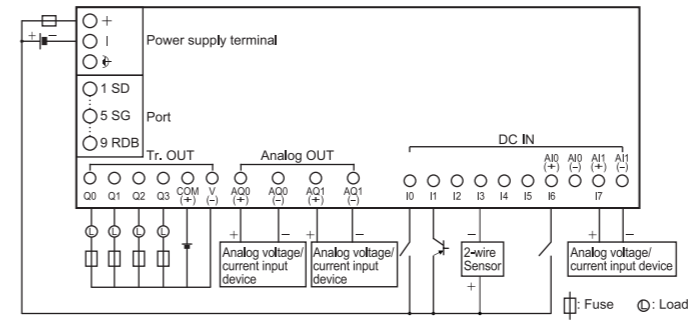 +
+ −
Power supply terminal
1 SD
5 SG
Port
9 RDB
Tr. OUT
Analog OUT
DC IN
AI0 (+)
AI0 (−)
AI1 (+)
AI1 (−)
Q0
Q1
Q2
Q3
COM (+)
V (−)
AQ0 (+)
AQ0 (−)
AQ1 (+)
AQ1 (−)
I0
I1
I2
I3
I4
I5
I6
I7
L
L
L
L
+ −
Analog voltage/
current input
device
+ −
Analog voltage/
current input
device
−
2-wire
Sensor
+
+ −
Analog voltage/
current input device
: Fuse
L: Load